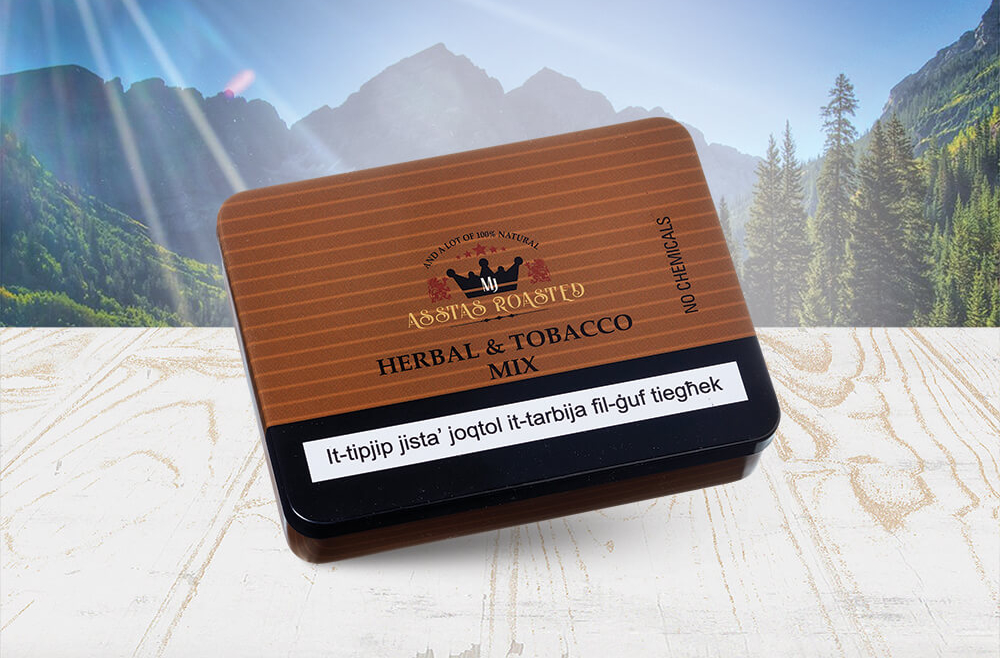 AND A LOT OF 100% NATURAL
MJ
ASSTAS ROASTED
HERBAL & TOBACCO
MIX
NO CHEMICALS
It-tipjip jista' joqtol it-tarbija fil-ġuf tiegħek